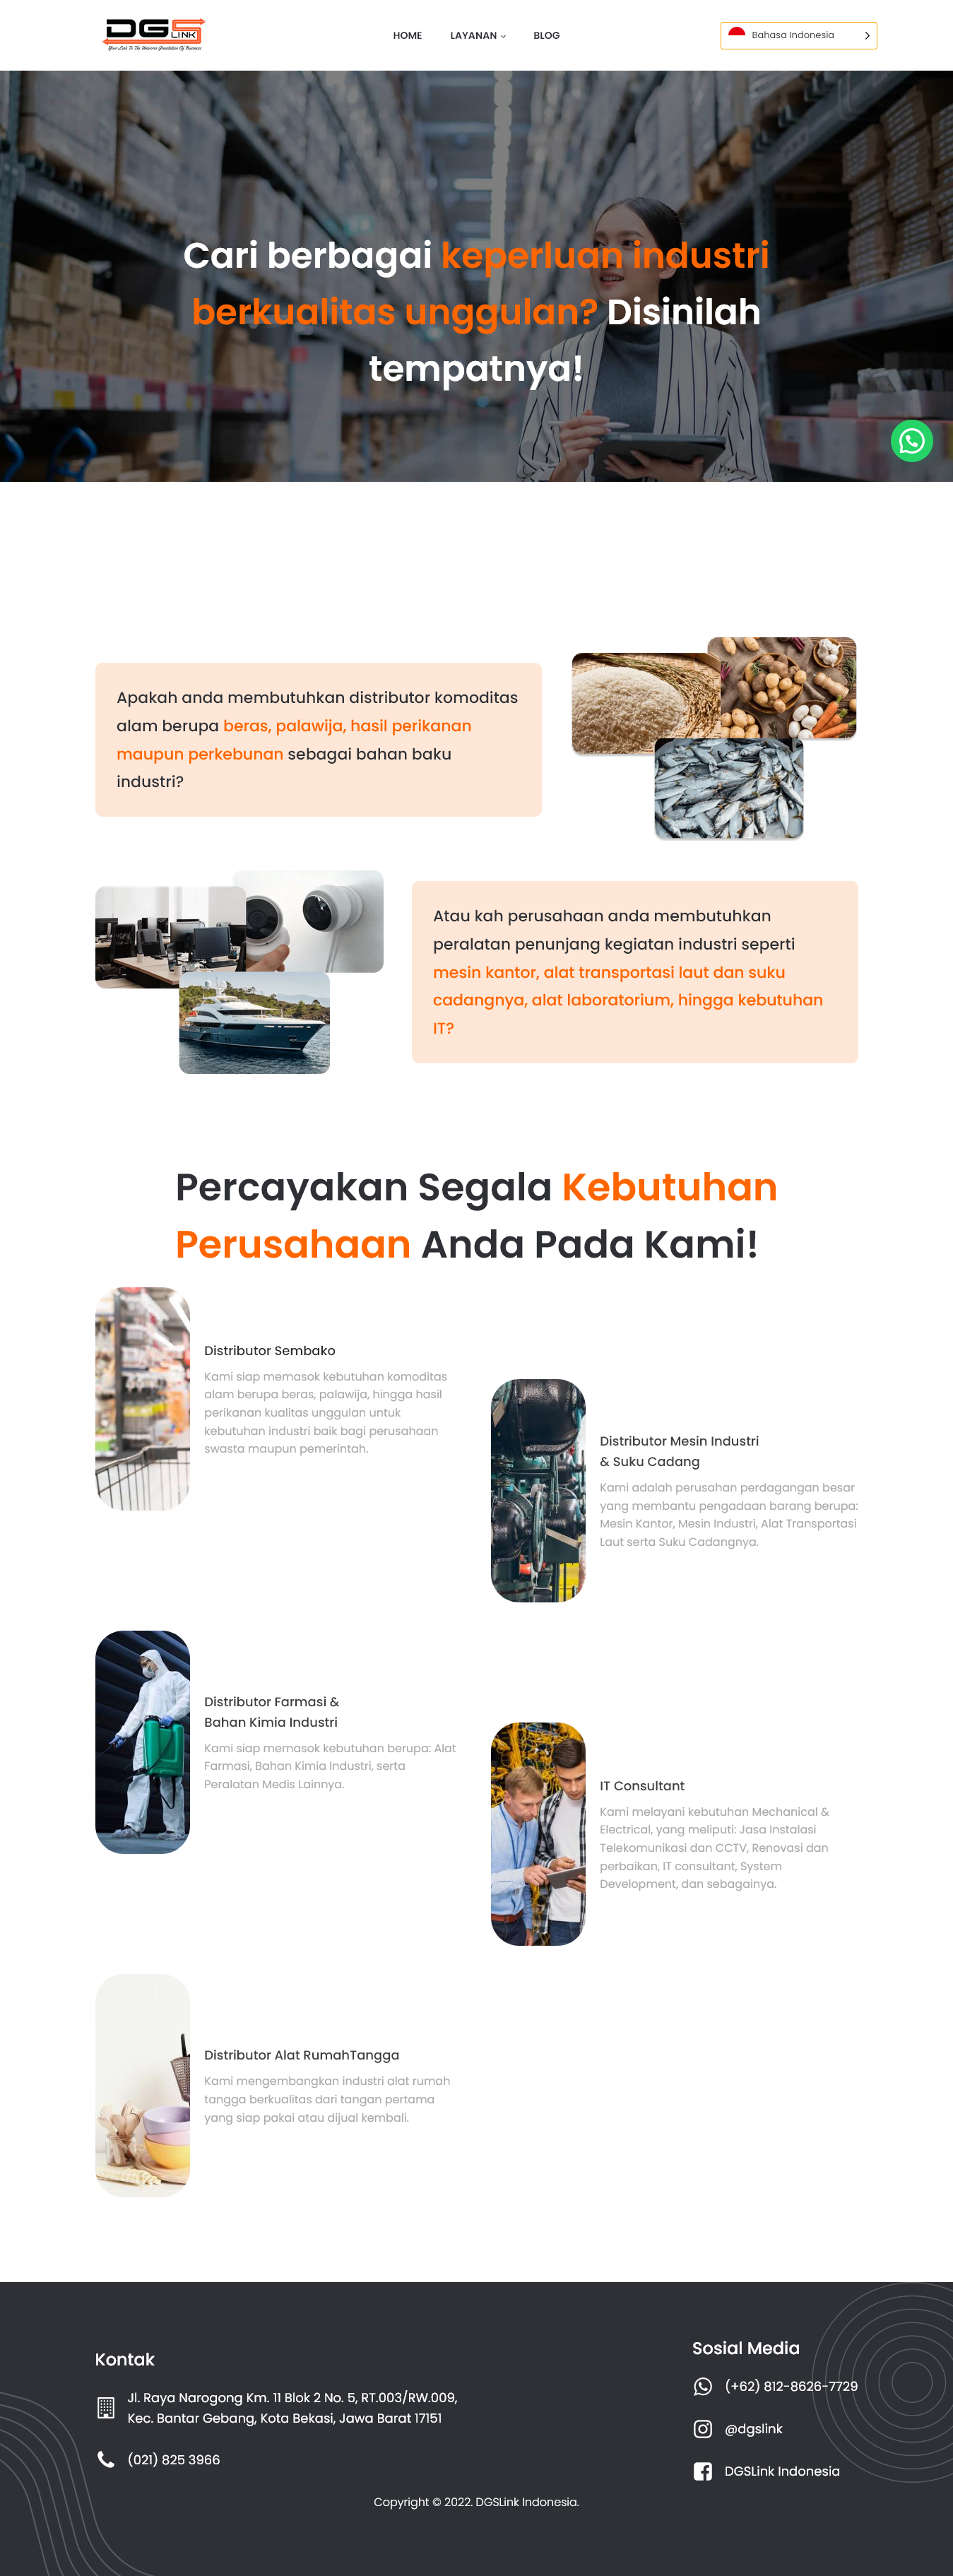 DGS LINK
Your Link To The Universe Gravitation Of Business
HOME
LAYANAN
BLOG
Bahasa Indonesia
Cari berbagai keperluan industri
berkualitas unggulan? Disinilah
tempatnya!
Apakah anda membutuhkan distributor komoditas
alam berupa beras, palawija, hasil perikanan
maupun perkebunan sebagai bahan baku
industri?
Atau kah perusahaan anda membutuhkan
peralatan penunjang kegiatan industri seperti
mesin kantor, alat transportasi laut dan suku
cadangnya, alat laboratorium, hingga kebutuhan
IT?
Percayakan Segala Kebutuhan
Perusahaan Anda Pada Kami!
Distributor Sembako
Kami siap memasok kebutuhan komoditas
alam berupa beras, palawija, hingga hasil
perikanan kualitas unggulan untuk
kebutuhan industri baik bagi perusahaan
swasta maupun pemerintah.
Distributor Mesin Industri
& Suku Cadang
Kami adalah perusahan perdagangan besar
yang membantu pengadaan barang berupa:
Mesin Kantor, Mesin Industri, Alat Transportasi
Laut serta Suku Cadangnya.
Distributor Farmasi &
Bahan Kimia Industri
Kami siap memasok kebutuhan berupa: Alat
Farmasi, Bahan Kimia Industri, serta
Peralatan Medis Lainnya.
IT Consultant
Kami melayani kebutuhan Mechanical &
Electrical, yang meliputi: Jasa Instalasi
Telekomunikasi dan CCTV, Renovasi dan
perbaikan, IT consultant, System
Development, dan sebagainya.
Distributor Alat RumahTangga
Kami mengembangkan industri alat rumah
tangga berkualitas dari tangan pertama
yang siap pakai atau dijual kembali.
Kontak
Jl. Raya Narogong Km. 11 Blok 2 No. 5, RT.003/RW.009,
Kec. Bantar Gebang, Kota Bekasi, Jawa Barat 17151
(021) 825 3966
Sosial Media
(+62) 812-8626-7729
@dgslink
DGSLink Indonesia
Copyright © 2022. DGSLink Indonesia.